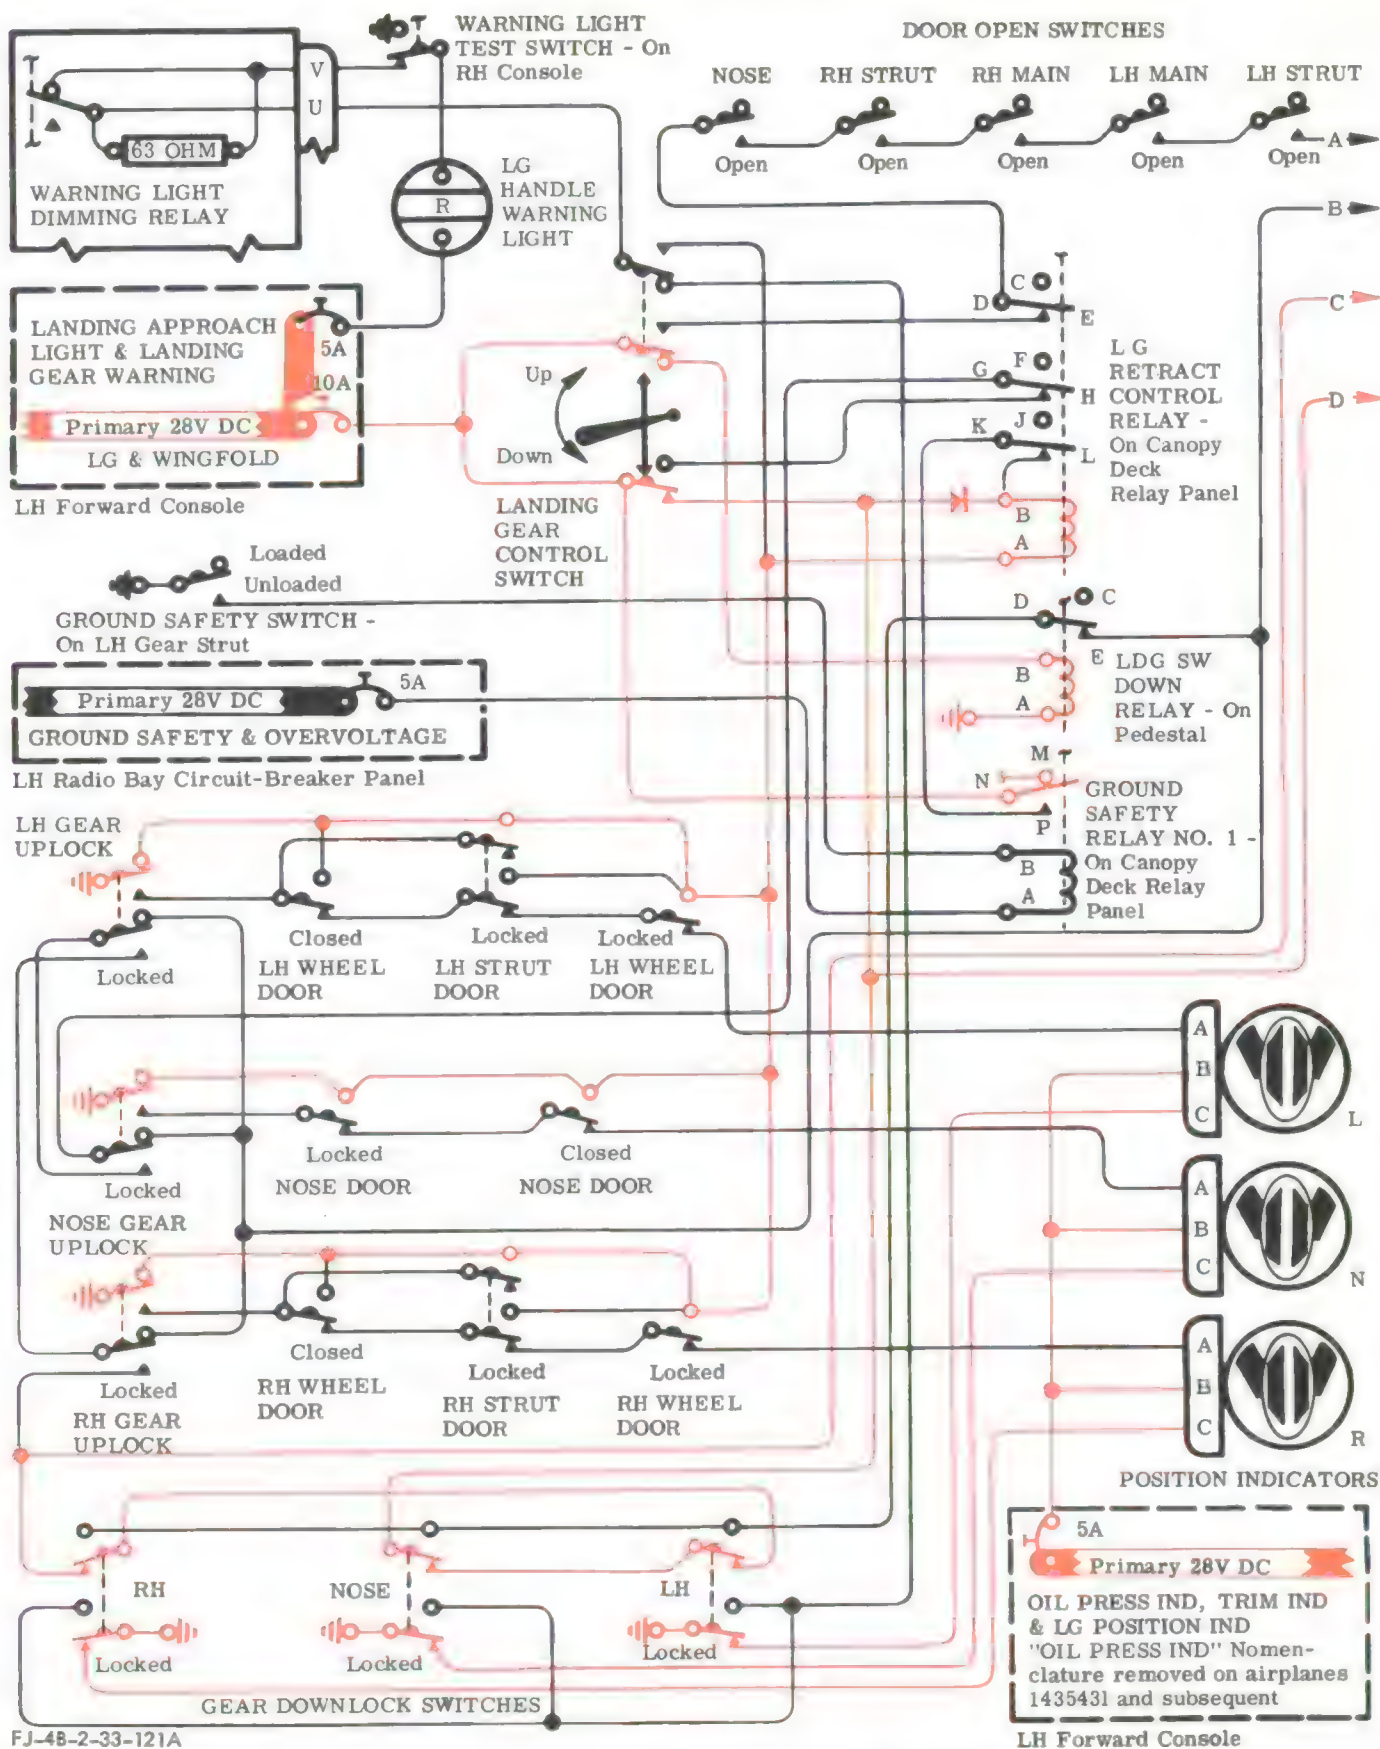 WARNING LIGHT
TEST SWITCH - On
RH Console
DOOR OPEN SWITCHES
NOSE
RH STRUT
RH MAIN
LH MAIN
LH STRUT
V
U
63 OHM
WARNING LIGHT
DIMMING RELAY
Open
Open
Open
Open
Open
A
B
C
D
LG
HANDLE
WARNING
LIGHT
R
LANDING APPROACH
LIGHT & LANDING
GEAR WARNING
5A
10A
Primary 28V DC
LG & WINGFOLD
LH Forward Console
Up
Down
LANDING
GEAR
CONTROL
SWITCH
C
D
E
F
G
H
J
K
L
B
A
L G
RETRACT
CONTROL
RELAY -
On Canopy
Deck
Relay Panel
Loaded
Unloaded
GROUND SAFETY SWITCH -
On LH Gear Strut
D
C
E
B
A
LDG SW
DOWN
RELAY - On
Pedestal
Primary 28V DC
5A
GROUND SAFETY & OVERVOLTAGE
LH Radio Bay Circuit-Breaker Panel
M
N
P
B
A
GROUND
SAFETY
RELAY NO. 1 -
On Canopy
Deck Relay
Panel
LH GEAR
UPLOCK
Locked
Closed
LH WHEEL
DOOR
Locked
LH STRUT
DOOR
Locked
LH WHEEL
DOOR
A
B
C
L
Locked
NOSE GEAR
UPLOCK
Locked
NOSE DOOR
Closed
NOSE DOOR
A
B
C
N
Locked
RH GEAR
UPLOCK
Closed
RH WHEEL
DOOR
Locked
RH STRUT
DOOR
Locked
RH WHEEL
DOOR
A
B
C
R
POSITION INDICATORS
RH
NOSE
LH
Locked
Locked
Locked
GEAR DOWNLOCK SWITCHES
5A
Primary 28V DC
OIL PRESS IND, TRIM IND
& LG POSITION IND
"OIL PRESS IND" Nomen-
clature removed on airplanes
1435431 and subsequent
LH Forward Console
FJ-4B-2-33-121A